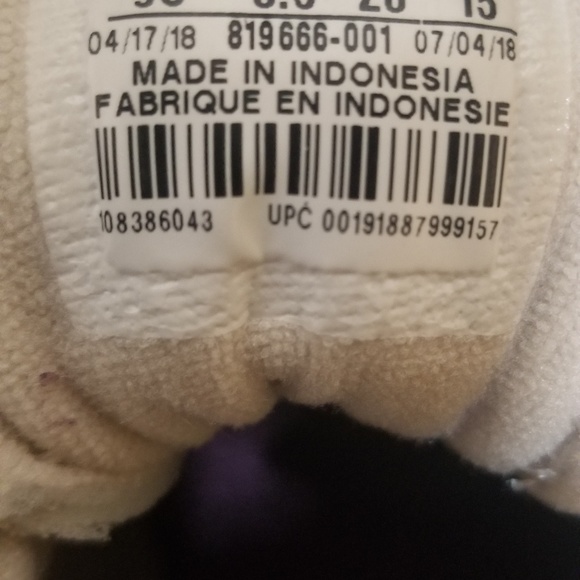 04/17/18 819666-001 07/04/18
MADE IN INDONESIA
FABRIQUE EN INDONESIE
108386043 UPC 00191887999157